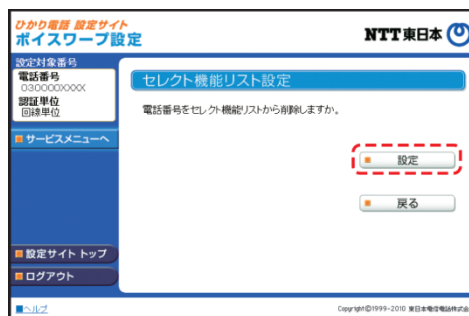 ひかり電話 設定サイト
ボイスワープ設定
NTT東日本
設定対象番号
電話番号
030000XXXX
認証単位
回線単位
セレクト機能リスト設定
電話番号をセレクト機能リストから削除しますか。
サービスメニューへ
設定
戻る
設定サイト トップ
ログアウト
ヘルプ
Copyright©1999-2010 東日本電信電話株式会